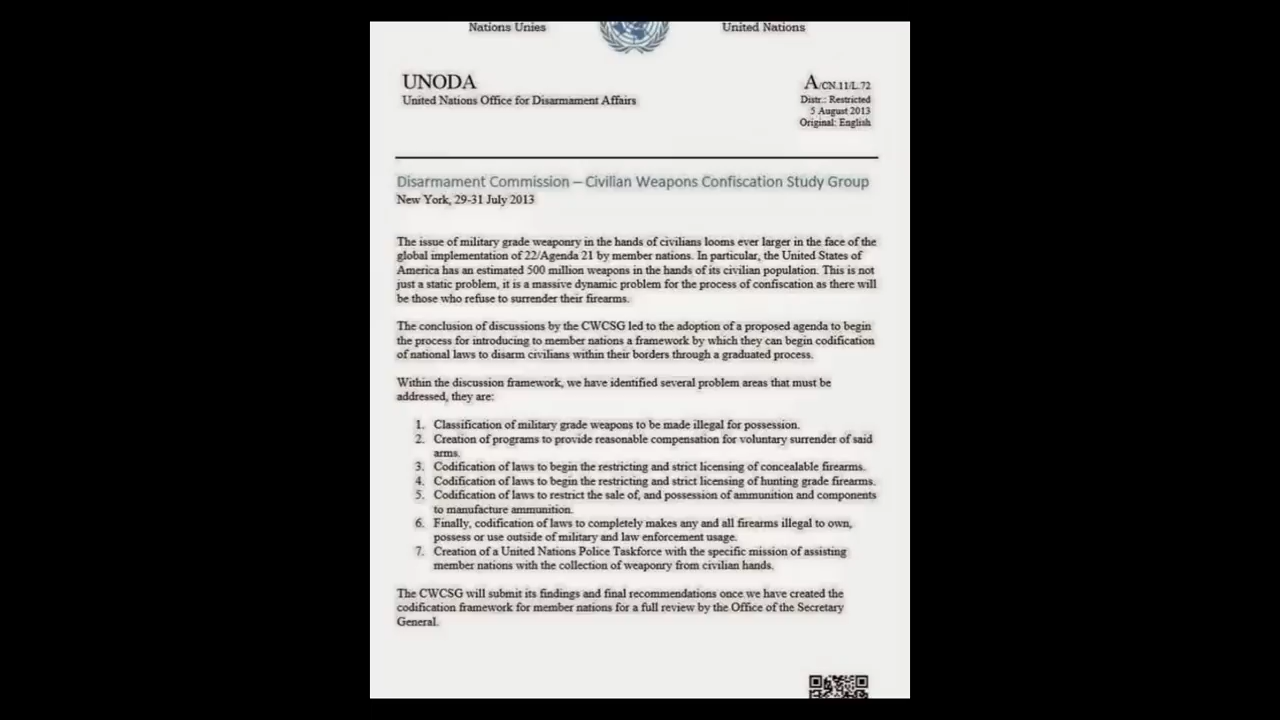 Nations Unies
United Nations
UNODA
United Nations Office for Disarmament Affairs
A/CN.11/L.72
Distr.: Restricted
5 August 2013
Original: English
Disarmament Commission – Civilian Weapons Confiscation Study Group
New York, 29-31 July 2013
The issue of military grade weaponry in the hands of civilians looms ever larger in the face of the
global implementation of 22/Agenda 21 by member nations. In particular, the United States of
America has an estimated 500 million weapons in the hands of its civilian population. This is not
just a static problem, it is a massive dynamic problem for the process of confiscation as there will
be those who refuse to surrender their firearms.
The conclusion of discussions by the CWCSG led to the adoption of a proposed agenda to begin
the process for introducing to member nations a framework by which they can begin codification
of national laws to disarm civilians within their borders through a graduated process.
Within the discussion framework, we have identified several problem areas that must be
addressed, they are:
1. Classification of military grade weapons to be made illegal for possession.
2. Creation of programs to provide reasonable compensation for voluntary surrender of said
arms.
3. Codification of laws to begin the restricting and strict licensing of concealable firearms.
4. Codification of laws to begin the restricting and strict licensing of hunting grade firearms.
5. Codification of laws to restrict the sale of, and possession of ammunition and components
to manufacture ammunition.
6. Finally, codification of laws to completely makes any and all firearms illegal to own,
possess or use outside of military and law enforcement usage.
7. Creation of a United Nations Police Taskforce with the specific mission of assisting
member nations with the collection of weaponry from civilian hands.
The CWCSG will submit its findings and final recommendations once we have created the
codification framework for member nations for a full review by the Office of the Secretary
General.